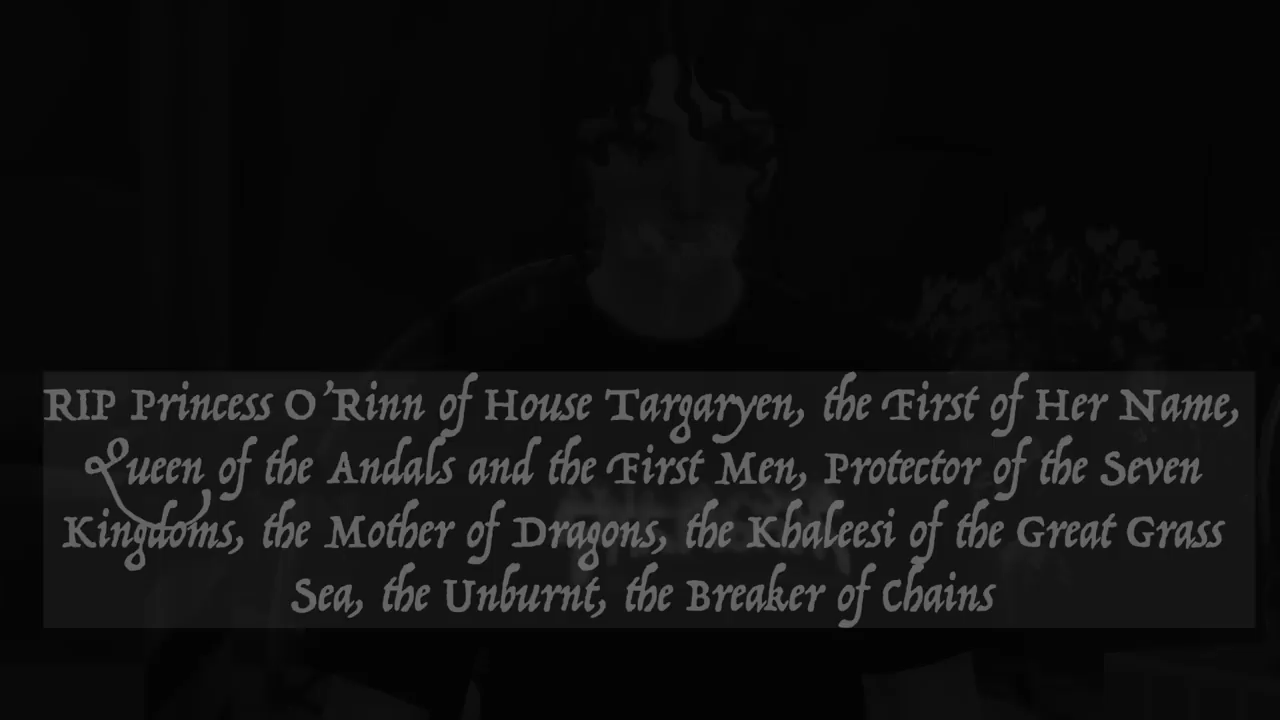 RIP Princess O'Rinn of House Targaryen, the First of Her Name,
Queen of the Andals and the First Men, Protector of the Seven
Kingdoms, the Mother of Dragons, the Khaleesi of the Great Grass
Sea, the Unburnt, the Breaker of Chains